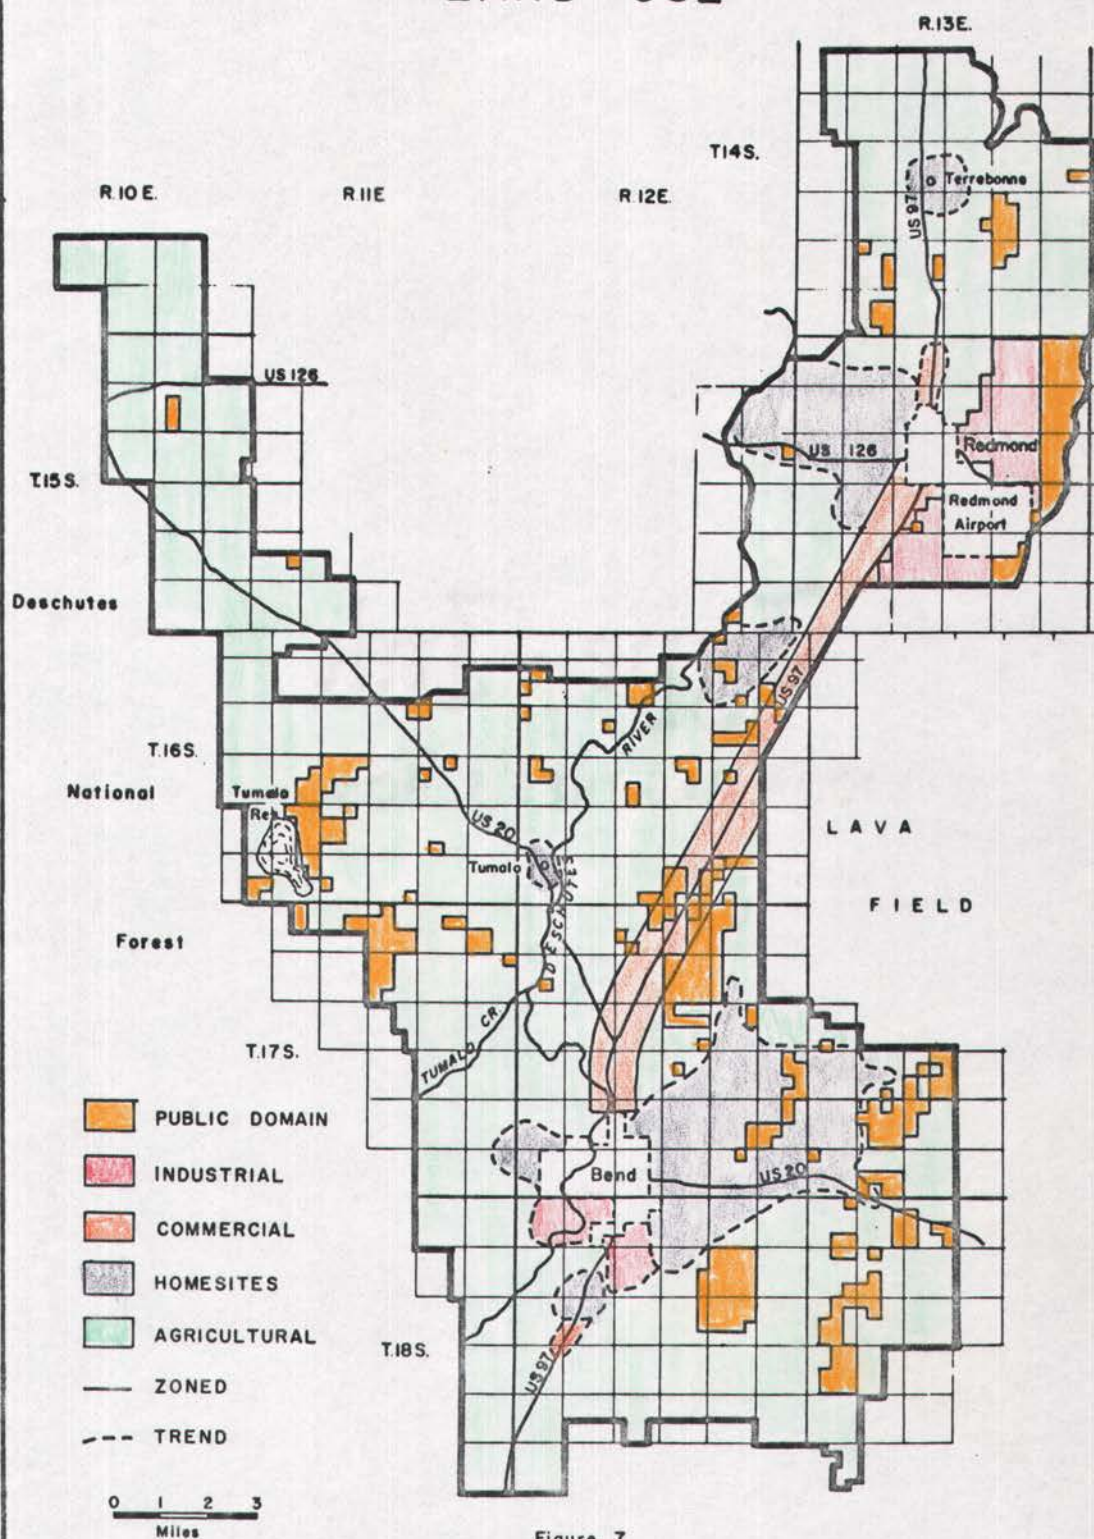 R.13E.
T14S.
R.10E.
R.11E
R.12E.
Terrebonne
US 97
US 126
T.15S.
US 126
Redmond
Redmond
Airport
Deschutes
US 97
RIVER
T.16S.
National
Tumalo
Res.
US 20
Tumalo
DESCHUTES
LAVA
FIELD
Forest
TUMALO CR.
T.17S.
PUBLIC DOMAIN
INDUSTRIAL
COMMERCIAL
HOMESITES
AGRICULTURAL
ZONED
TREND
Bend
US 20
T.18S.
US 97
0 1 2 3
Miles
Figure 7